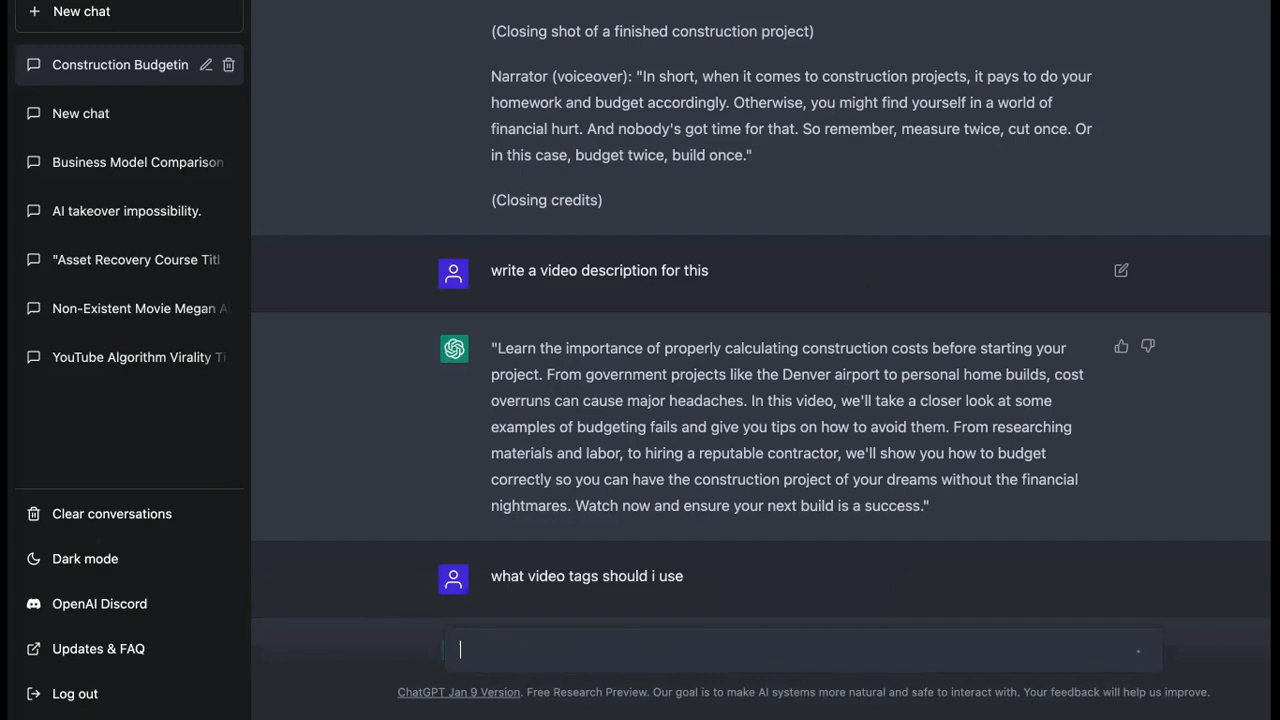 New chat
Construction Budgetin
New chat
Business Model Comparison
AI takeover impossibility.
"Asset Recovery Course Titl
Non-Existent Movie Megan A
YouTube Algorithm Virality Ti
Clear conversations
Dark mode
OpenAI Discord
Updates & FAQ
Log out
(Closing shot of a finished construction project)
Narrator (voiceover): "In short, when it comes to construction projects, it pays to do your
homework and budget accordingly. Otherwise, you might find yourself in a world of
financial hurt. And nobody's got time for that. So remember, measure twice, cut once. Or
in this case, budget twice, build once."
(Closing credits)
write a video description for this
"Learn the importance of properly calculating construction costs before starting your
project. From government projects like the Denver airport to personal home builds, cost
overruns can cause major headaches. In this video, we'll take a closer look at some
examples of budgeting fails and give you tips on how to avoid them. From researching
materials and labor, to hiring a reputable contractor, we'll show you how to budget
correctly so you can have the construction project of your dreams without the financial
nightmares. Watch now and ensure your next build is a success."
what video tags should i use
ChatGPT Jan 9 Version. Free Research Preview. Our goal is to make AI systems more natural and safe to interact with. Your feedback will help us improve.